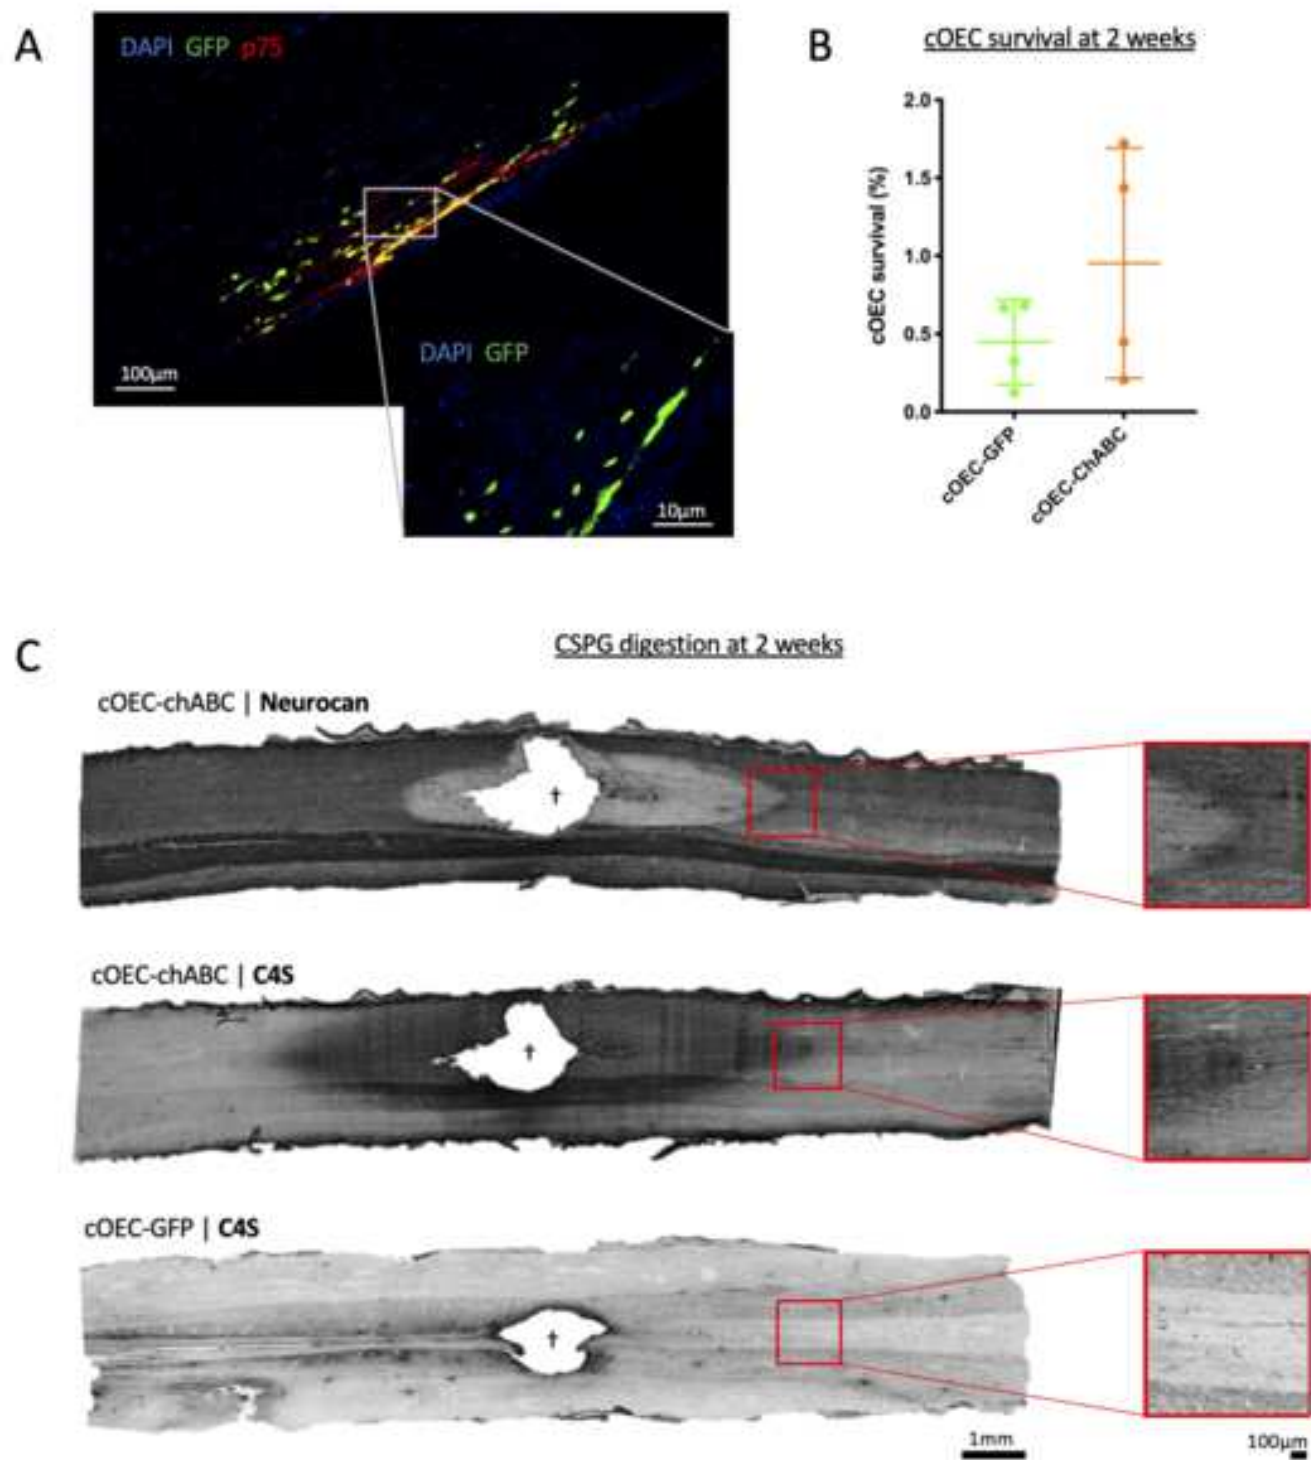 A
DAPI GFP p75
100μm
DAPI GFP
10μm
B
cOEC survival at 2 weeks
cOEC survival (%)
2.0
1.5
1.0
0.5
0.0
cOEC-GFP
cOEC-ChABC
C
CSPG digestion at 2 weeks
cOEC-chABC | Neurocan
†
cOEC-chABC | C4S
†
cOEC-GFP | C4S
†
1mm
100μm